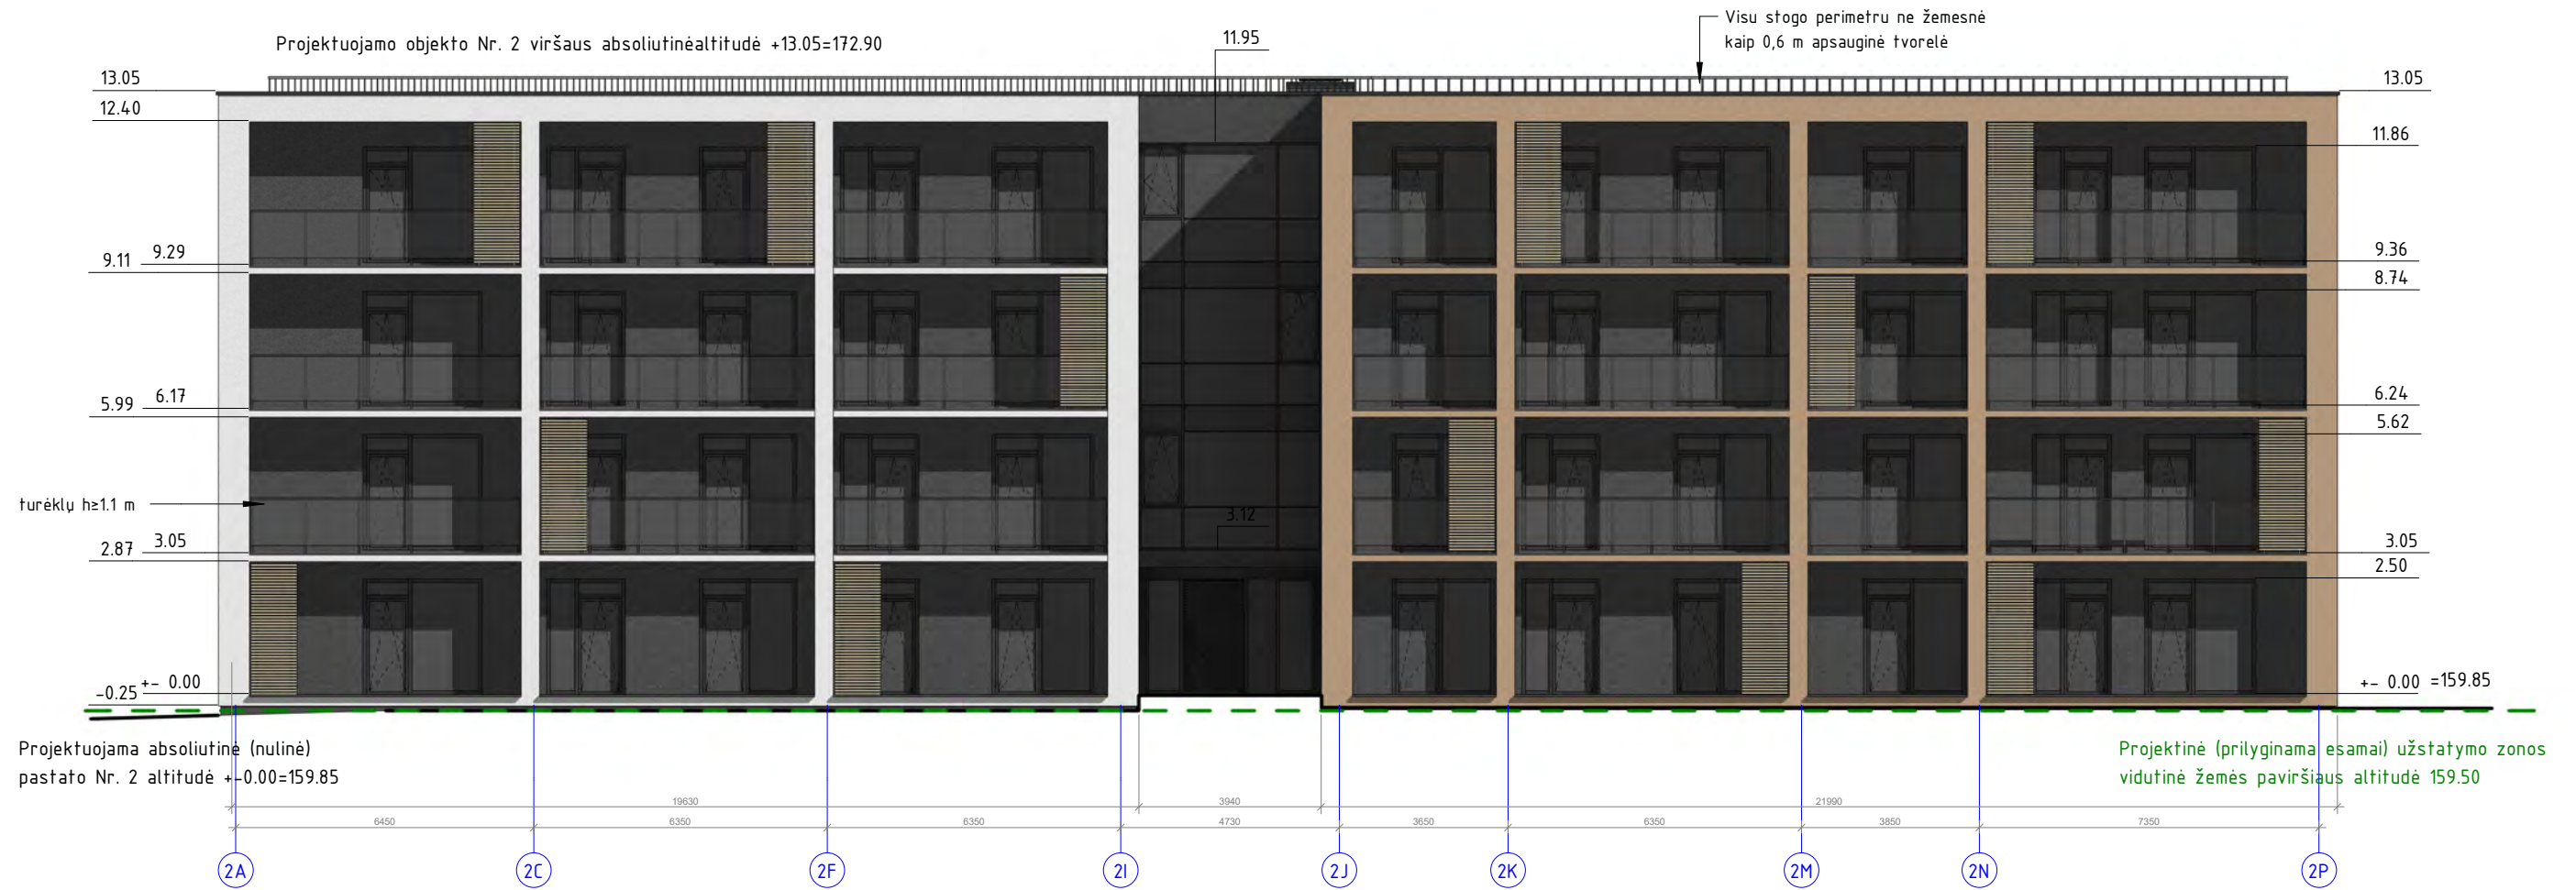 Visu stogo perimetru ne žemesnė
kaip 0,6 m apsauginė tvorelė
Projektuojamo objekto Nr. 2 viršaus absoliutinėaltitudė +13.05=172.90
11.95
13.05
13.05
12.40
11.86
9.29
9.11
9.36
8.74
6.17
5.99
6.24
5.62
turėklų h≥1.1 m
3.12
3.05
2.87
3.05
2.50
+- 0.00
-0.25
+- 0.00 =159.85
Projektuojama absoliutinė (nulinė)
pastato Nr. 2 altitudė +-0.00=159.85
Projektinė (prilyginama esamai) užstatymo zonos
vidutinė žemės paviršiaus altitudė 159.50
19630 3940 21990
6450 6350 6350 4730 3650 6350 3850 7350
2A 2C 2F 2I 2J 2K 2M 2N 2P